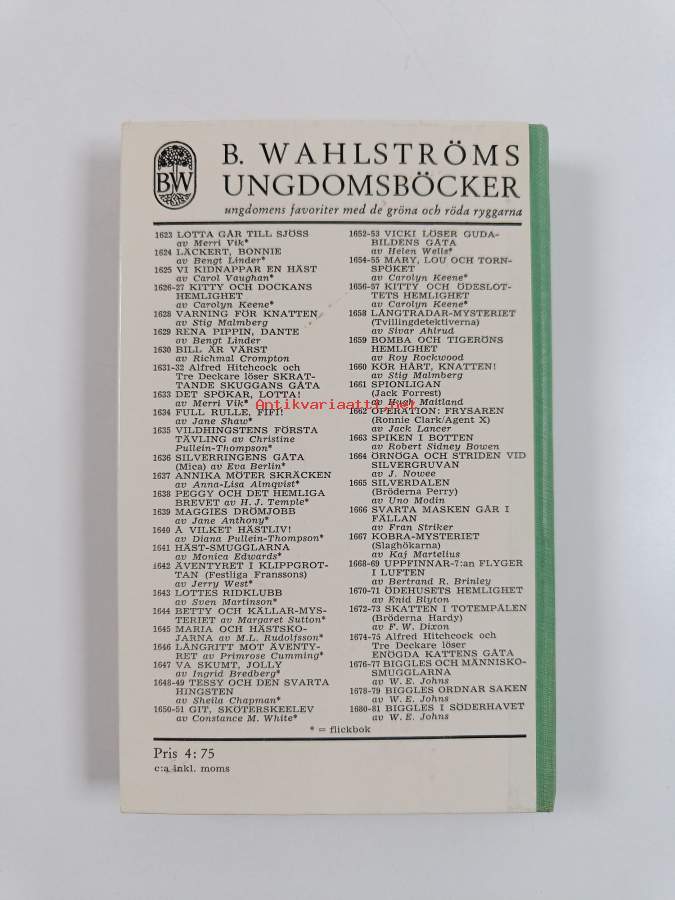 BW
B. WAHLSTRÖMS
UNGDOMSBÖCKER
ungdomens favoriter med de gröna och röda ryggarna
1623 LOTTA GÅR TILL SJÖSS
av Merri Vik*
1624 LÄCKERT, BONNIE
av Bengt Linder*
1625 VI KIDNAPPAR EN HÄST
av Carol Vaughan*
1626-27 KITTY OCH DOCKANS
HEMLIGHET
av Carolyn Keene*
1628 VARNING FÖR KNATTEN
av Stig Malmberg
1629 RENA PIPPIN, DANTE
av Bengt Linder
1630 BILL ÄR VÄRST
av Richmal Crompton
1631-32 Alfred Hitchcock och
Tre Deckare löser SKRAT-
TANDE SKUGGANS GÅTA
1633 DET SPÖKAR, LOTTA!
av Merri Vik*
1634 FULL RULLE, FIFI!
av Jane Shaw*
1635 VILDHINGSTENS FÖRSTA
TÄVLING av Christine
Pullein-Thompson*
1636 SILVERRINGENS GÅTA
(Mica) av Eva Berlin*
1637 ANNIKA MÖTER SKRÄCKEN
av Anna-Lisa Almqvist*
1638 PEGGY OCH DET HEMLIGA
BREVET av H. J. Temple*
1639 MAGGIES DRÖMJOBB
av Jane Anthony*
1640 Å VILKET HÄSTLIV!
av Diana Pullein-Thompson*
1641 HÄST-SMUGGLARNA
av Monica Edwards*
1642 ÄVENTYRET I KLIPPGROT-
TAN (Festliga Franssons)
av Jerry West*
1643 LOTTES RIDKLUBB
av Sven Martinson*
1644 BETTY OCH KÄLLAR-MYS-
TERIET av Margaret Sutton*
1645 MARIA OCH HÄSTSKO-
JARNA av M.L. Rudolfsson*
1646 LÅNGRITT MOT ÄVENTY-
RET av Primrose Cumming*
1647 VA SKUMT, JOLLY
av Ingrid Bredberg*
1648-49 TESSY OCH DEN SVARTA
HINGSTEN
av Sheila Chapman*
1650-51 GIT, SKÖTERSKEELEV
av Constance M. White*
1652-53 VICKI LÖSER GUDA-
BILDENS GÅTA
av Helen Wells*
1654-55 MARY, LOU OCH TORN-
SPÖKET
av Carolyn Keene*
1656-57 KITTY OCH ÖDESLOT-
TETS HEMLIGHET
av Carolyn Keene*
1658 LÅNGTRADAR-MYSTERIET
(Tvillingdetektiverna)
av Sivar Ahlrud
1659 BOMBA OCH TIGERÖNS
HEMLIGHET
av Roy Rockwood
1660 KÖR HÅRT, KNATTEN!
av Stig Malmberg
1661 SPIONLIGAN
(Jack Forrest)
av Hugh Maitland
1662 OPERATION: FRYSAREN
(Ronnie Clark/Agent X)
av Jack Lancer
1663 SPIKEN I BOTTEN
av Robert Sidney Bowen
1664 ÖRNÖGA OCH STRIDEN VID
SILVERGRUVAN
av J. Nowee
1665 SILVERDALEN
(Bröderna Perry)
av Uno Modin
1666 SVARTA MASKEN GÅR I
FÄLLAN
av Fran Striker
1667 KOBRA-MYSTERIET
(Slaghökarna)
av Kaj Martelius
1668-69 UPPFINNAR-7:an FLYGER
I LUFTEN
av Bertrand R. Brinley
1670-71 ÖDEHUSETS HEMLIGHET
av Enid Blyton
1672-73 SKATTEN I TOTEMPÅLEN
(Bröderna Hardy)
av F. W. Dixon
1674-75 Alfred Hitchcock och
Tre Deckare löser
ENÖGDA KATTENS GÅTA
1676-77 BIGGLES OCH MÄNNISKO-
SMUGGLARNA
av W. E. Johns
1678-79 BIGGLES ORDNAR SAKEN
av W. E. Johns
1680-81 BIGGLES I SÖDERHAVET
av W. E. Johns
* = flickbok
Pris 4:75
c:a inkl. moms
Antikvariaatti.net